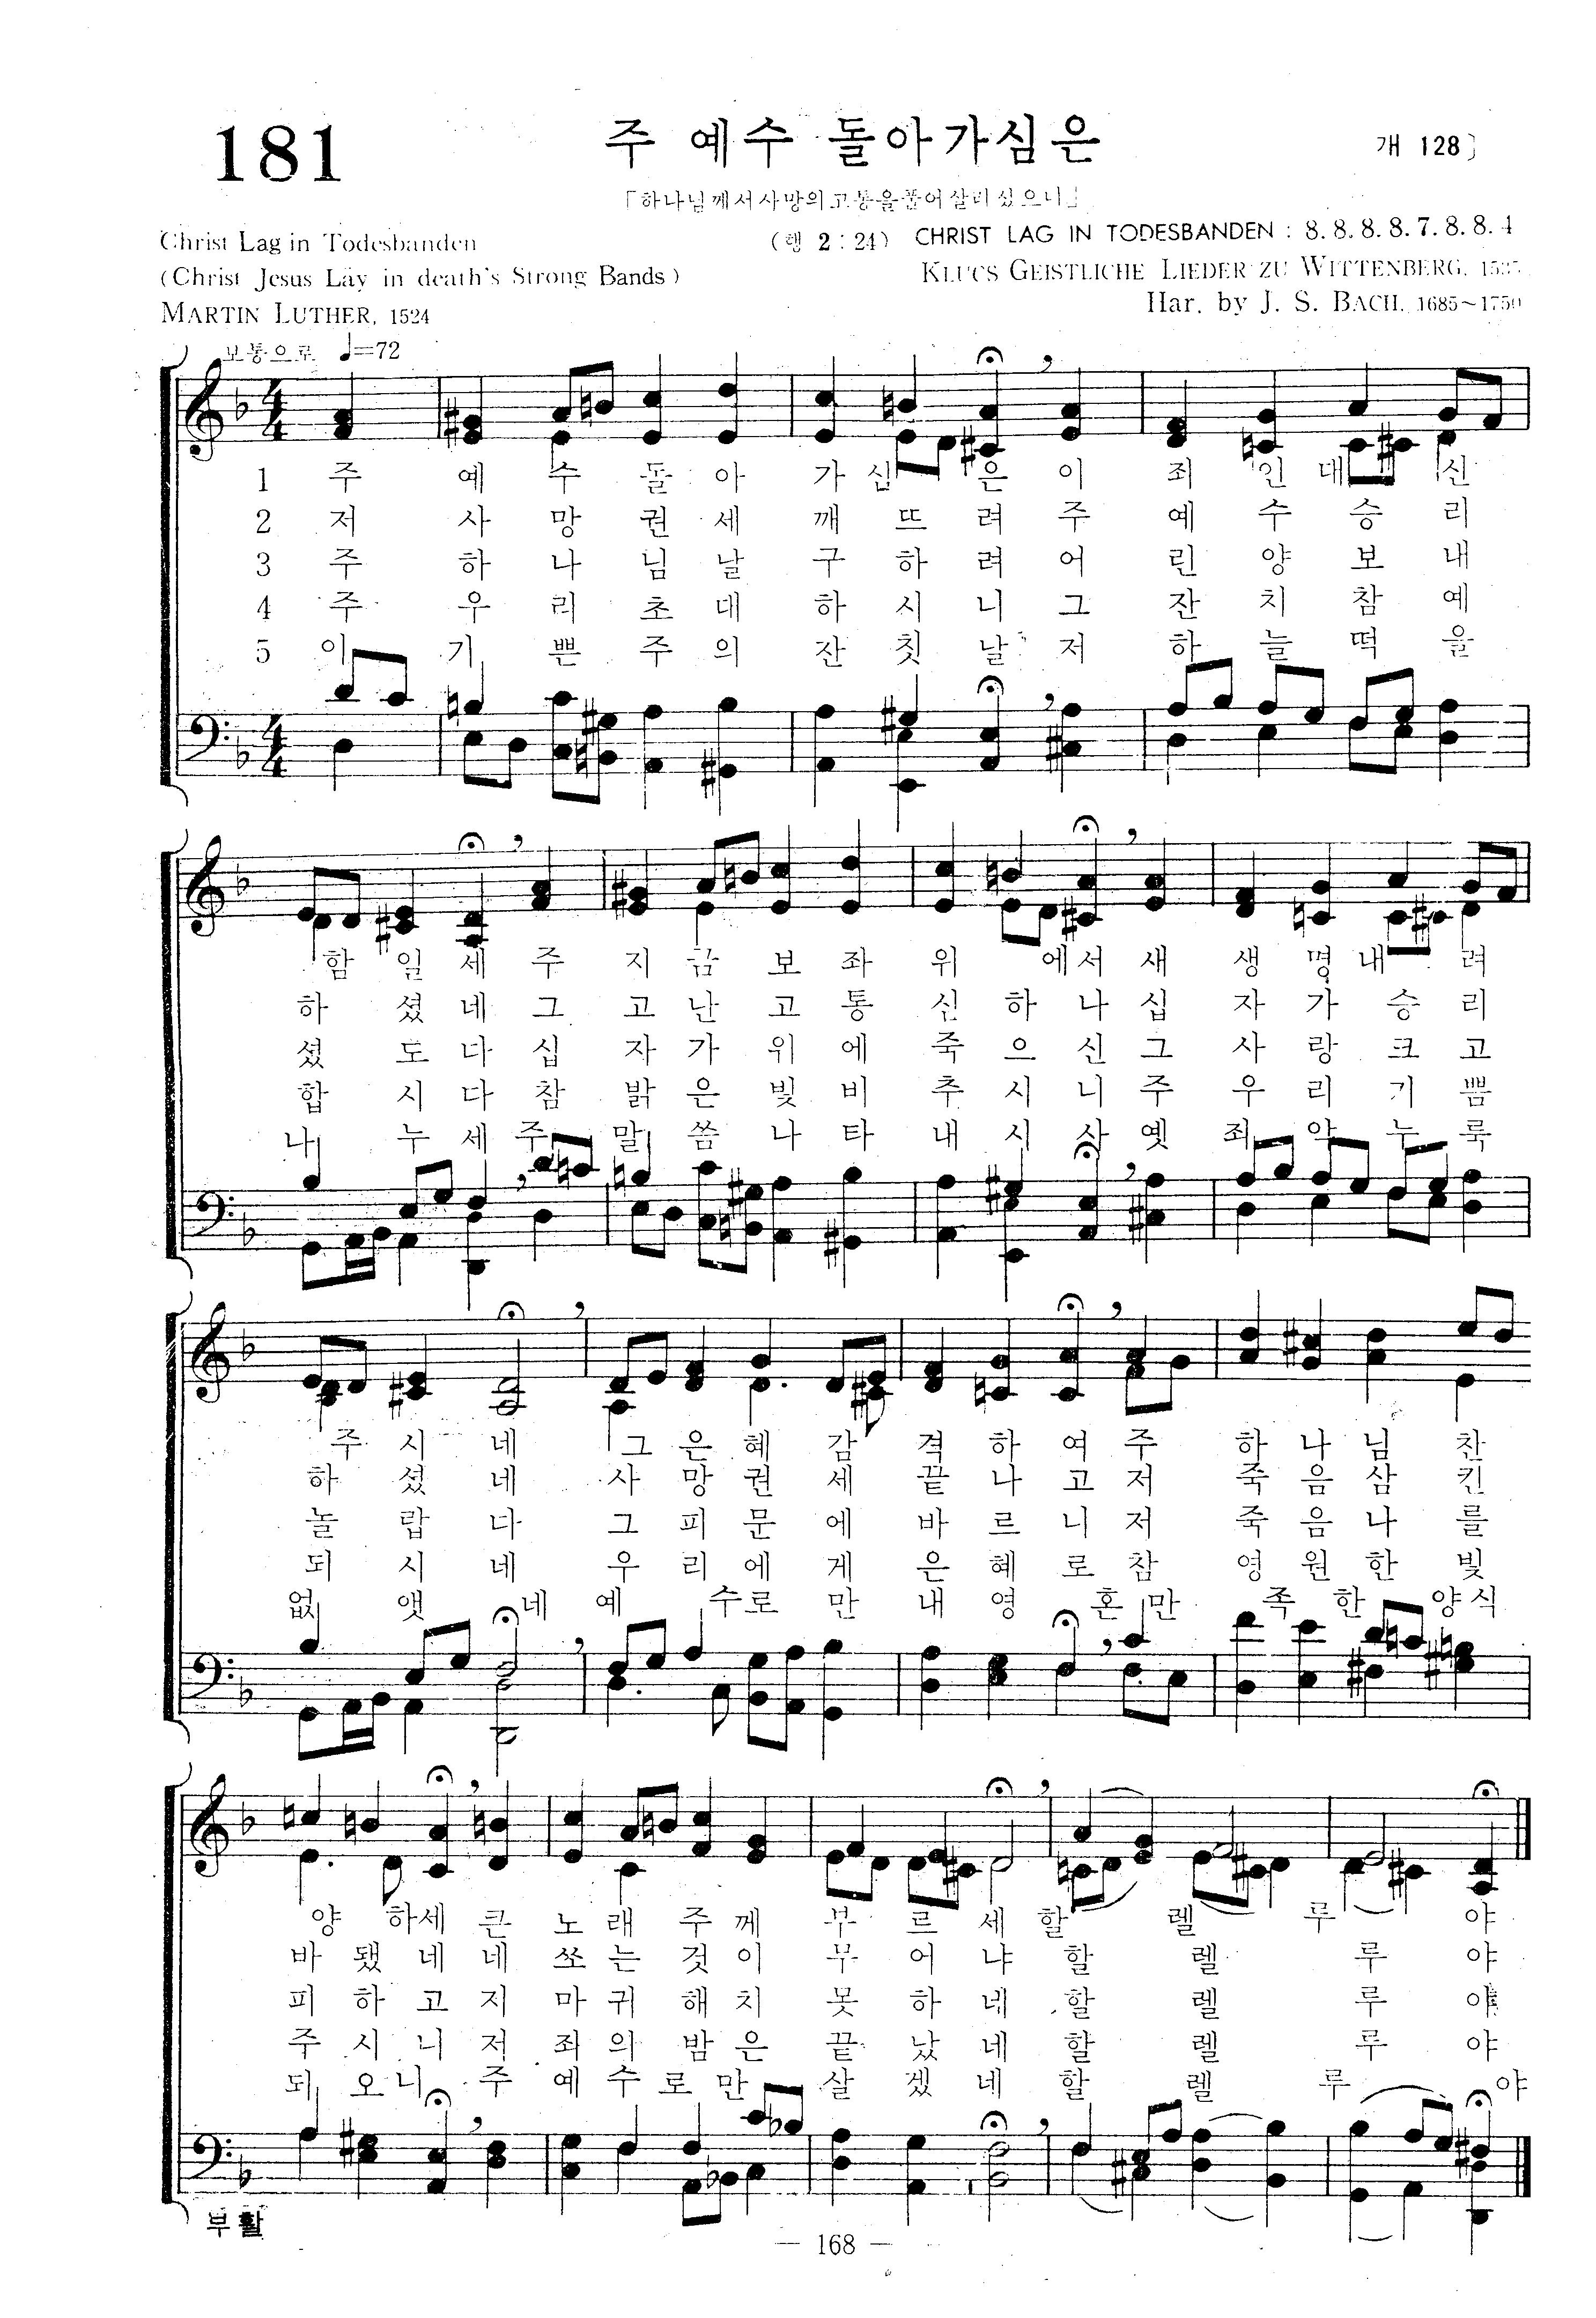 181
주 예수 돌아가심은
개 128〕
「하나님께서사망의고통을풀어살리셨으니」
Christ Lag in Todesbanden
(행 2 : 24) CHRIST LAG IN TODESBANDEN : 8. 8. 8. 8. 7. 8. 8. 4
(Christ Jesus Lay in death's Strong Bands)
KLUGS GEISTLICHE LIEDER ZU WITTENBERG, 1535
MARTIN LUTHER, 1524
Har. by J. S. BACH, 1685~1750
보통으로 ♩=72
1 주 예 수 돌 아 가 심 은 이 죄 인 대 신
2 저 사 망 권 세 깨 뜨 려 주 예 수 승 리
3 주 하 나 님 날 구 하 려 어 린 양 보 내
4 주 우 리 초 대 하 시 니 그 잔 치 참 예
5 이 기 쁜 주 의 잔 칫 날 저 하 늘 떡 을
함 일 세 주 지 금 보 좌 위 에서 새 생 명 내 려
하 셨 네 그 고 난 고 통 심 하 나 십 자 가 승 리
셨 도 다 십 자 가 위 에 죽 으 신 그 사 랑 크 고
합 시 다 참 밝 은 빛 비 추 시 니 주 우 리 기 쁨
나 누 세 주 말 씀 나 타 내 시 사 옛 죄 악 누 룩
주 시 네 그 은 혜 감 격 하 여 주 하 나 님 찬
하 셨 네 사 망 권 세 끝 나 고 저 죽 음 삼 킨
놀 랍 다 그 피 문 에 바 르 니 저 죽 음 나 를
되 시 네 우 리 에 게 은 혜 로 참 영 원 한 빛
없 앳 네 예 수로 만 내 영 혼 만 족 한 양식
양 하세 큰 노 래 주 께 부 르 세 할 렐 루 야
바 됐 네 네 쏘 는 것 이 무 어 냐 할 렐 루 야
피 하 고 저 마 귀 해 치 못 하 네 할 렐 루 야
주 시 니 저 죄 의 밤 은 끝 났 네 할 렐 루 야
되 오 니 주 예 수 로 만 살 겠 네 할 렐 루 야
부활
— 168 —